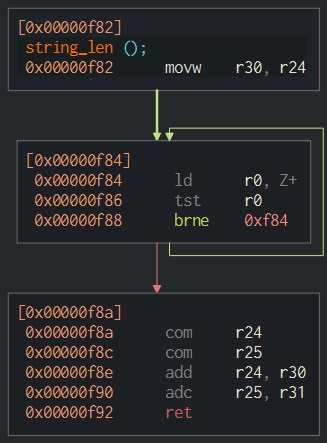 [0x00000f82]
string_len ();
0x00000f82 movw r30, r24
[0x00000f84]
0x00000f84 ld r0, Z+
0x00000f86 tst r0
0x00000f88 brne 0xf84
[0x00000f8a]
0x00000f8a com r24
0x00000f8c com r25
0x00000f8e add r24, r30
0x00000f90 adc r25, r31
0x00000f92 ret